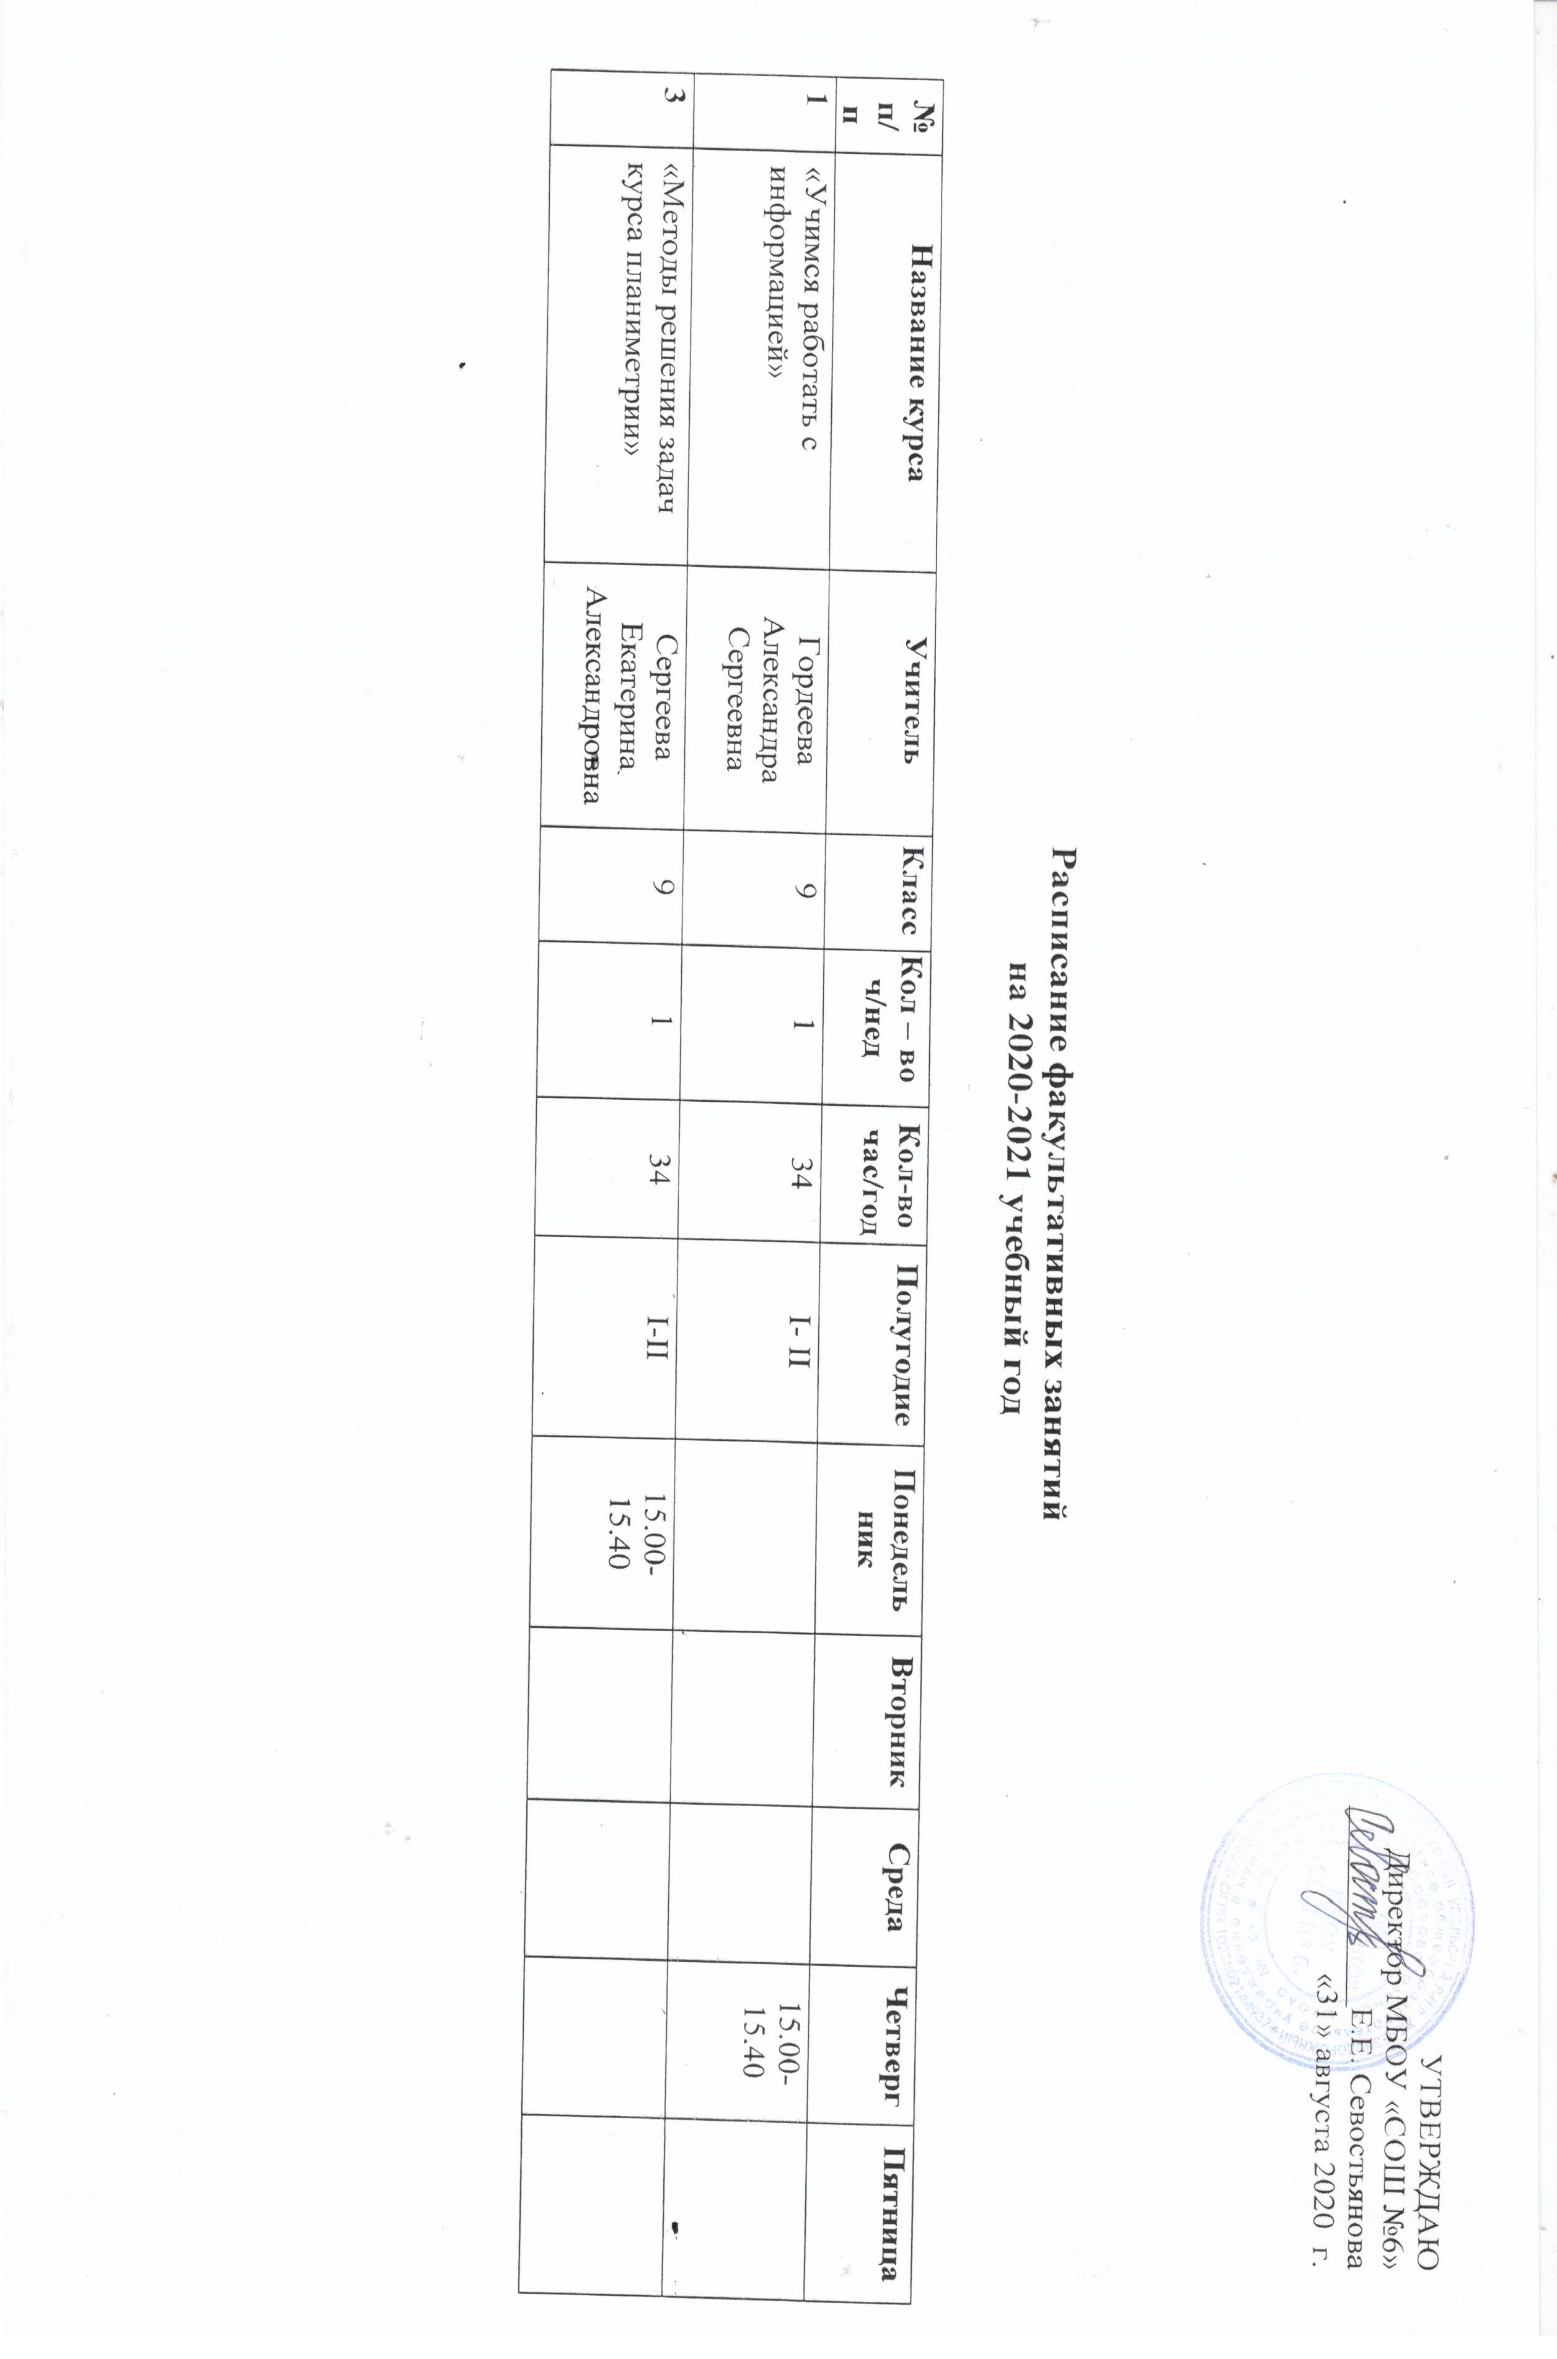 УТВЕРЖДАЮ
Директор МБОУ «СОШ №6»
Е.Е. Севостьянова
«31» августа 2020 г.
Расписание факультативных занятий
на 2020-2021 учебный год
№ п/п Название курса Учитель Класс Кол – во ч/нед Кол-во час/год Полугодие Понедельник Вторник Среда Четверг Пятница
1 «Учимся работать с информацией» Гордеева Александра Сергеевна 9 1 34 I- II 15.00-15.40
3 «Методы решения задач курса планиметрии» Сергеева Екатерина Александровна 9 1 34 I-II 15.00-15.40